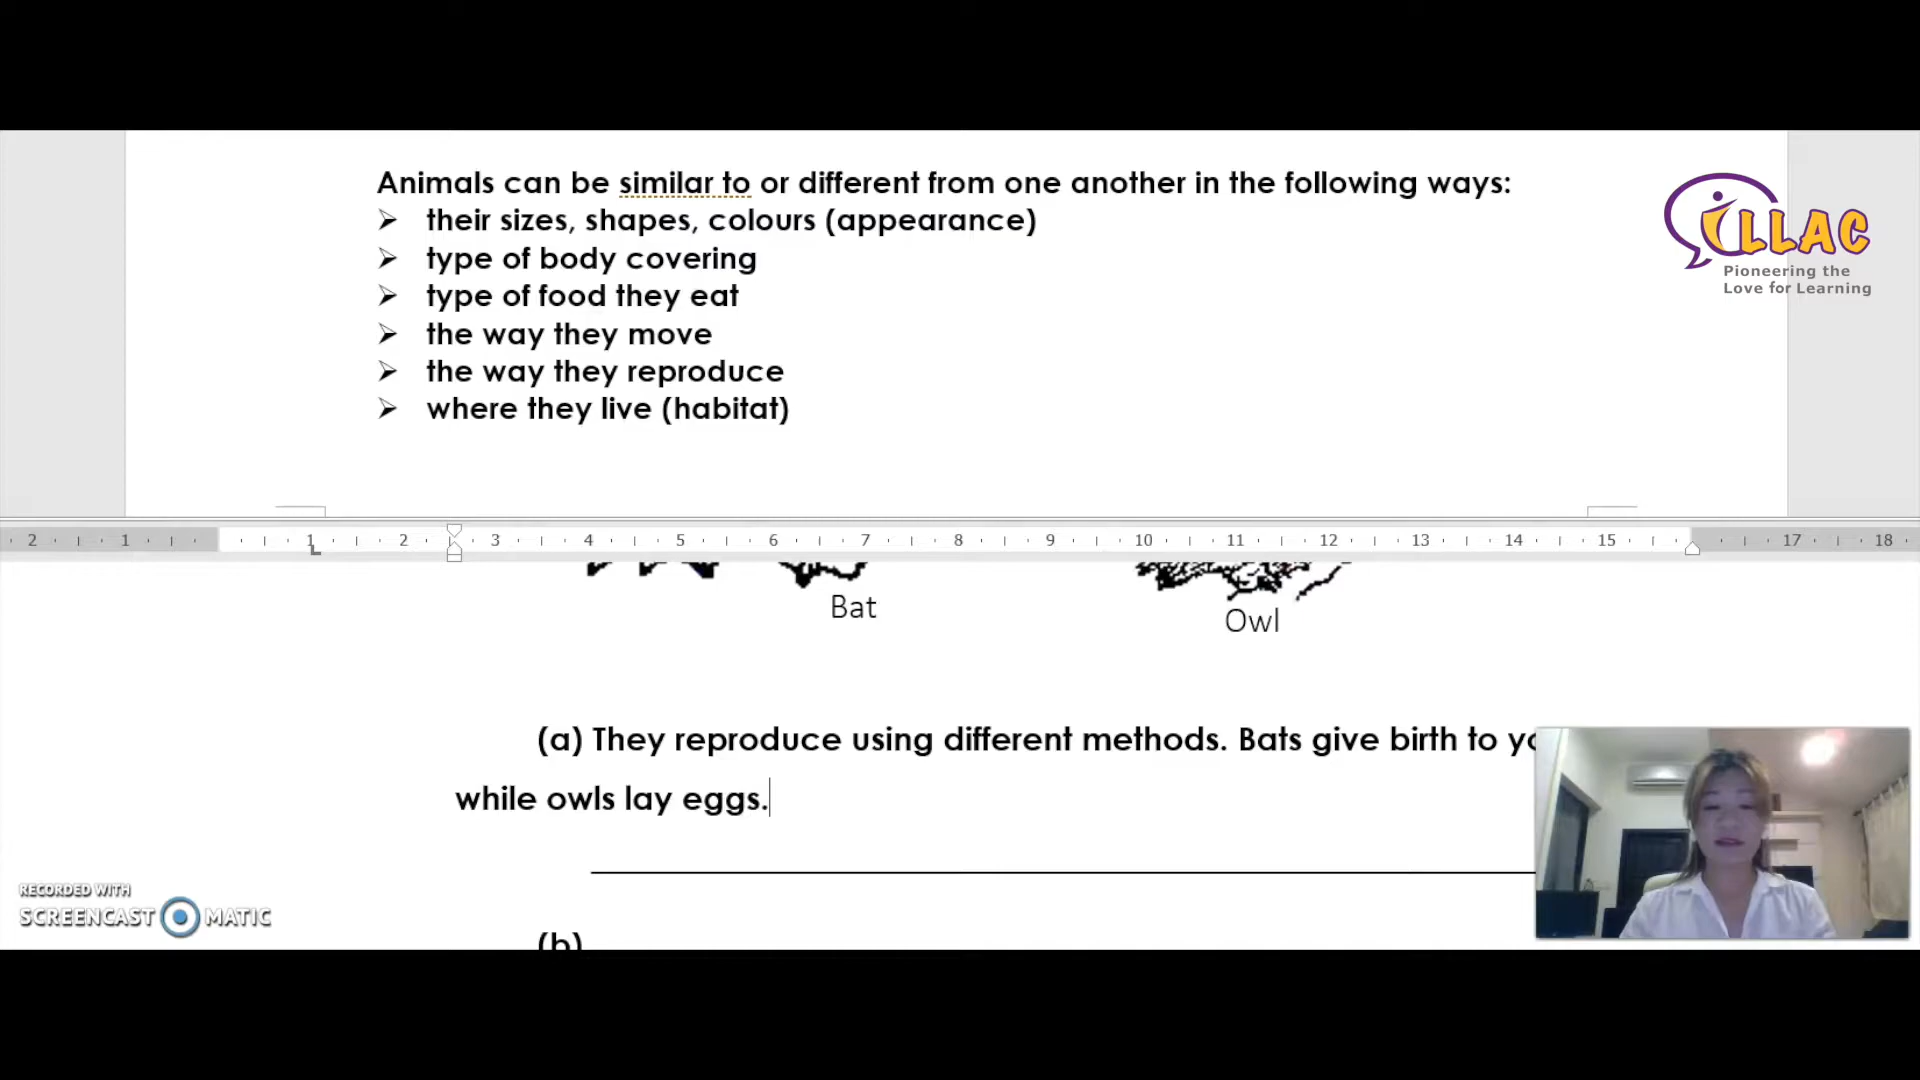 Animals can be similar to or different from one another in the following ways:
➢ their sizes, shapes, colours (appearance)
➢ type of body covering
➢ type of food they eat
➢ the way they move
➢ the way they reproduce
➢ where they live (habitat)
iLLAC
Pioneering the
Love for Learning
2 1 1 2 3 4 5 6 7 8 9 10 11 12 13 14 15 17 18
Bat
Owl
(a) They reproduce using different methods. Bats give birth to
while owls lay eggs.
(b)
RECORDED WITH
SCREENCAST MATIC